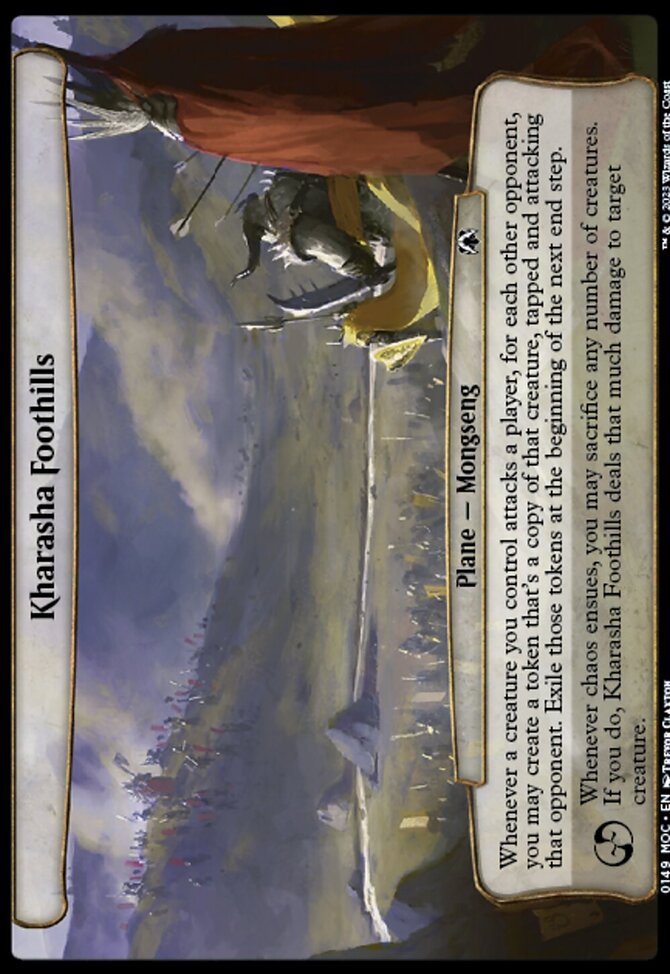 Kharasha Foothills
Plane — Mongseng
Whenever a creature you control attacks a player, for each other opponent,
you may create a token that's a copy of that creature, tapped and attacking
that opponent. Exile those tokens at the beginning of the next end step.
Whenever chaos ensues, you may sacrifice any number of creatures.
If you do, Kharasha Foothills deals that much damage to target
creature.
0149 MOC • EN Trevor Claxton
™ & © 2023 Wizards of the Coast